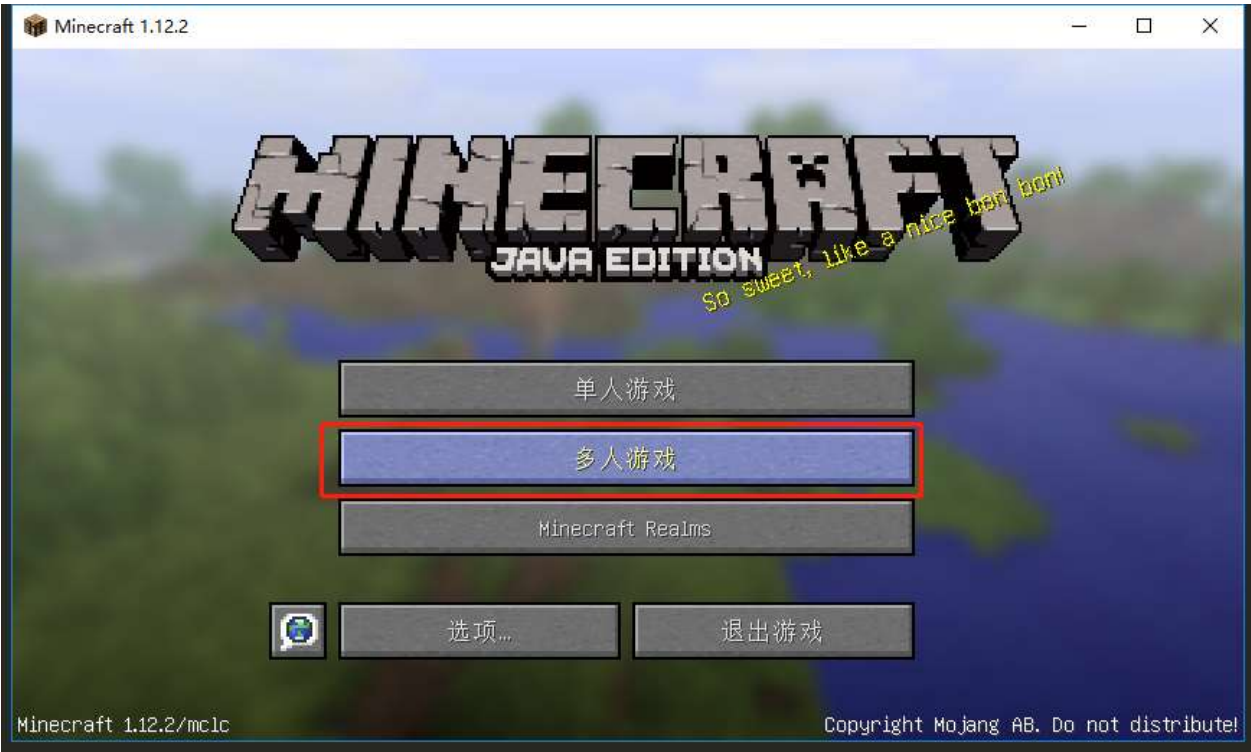 Minecraft 1.12.2
MINECRAFT
JAVA EDITION
So sweet, like a nice bon bon!
单人游戏
多人游戏
Minecraft Realms
选项...
退出游戏
Minecraft 1.12.2/mclc
Copyright Mojang AB. Do not distribute!